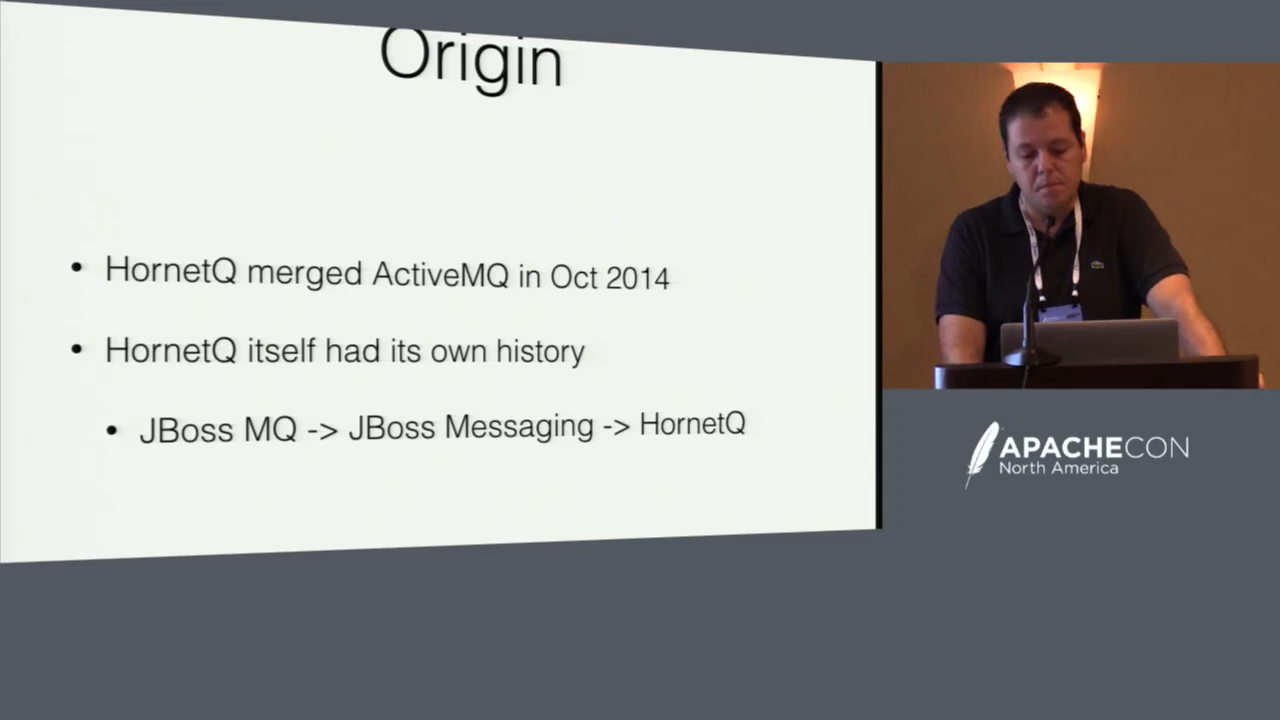 Origin
• HornetQ merged ActiveMQ in Oct 2014
• HornetQ itself had its own history
• JBoss MQ -> JBoss Messaging -> HornetQ
APACHECON
North America